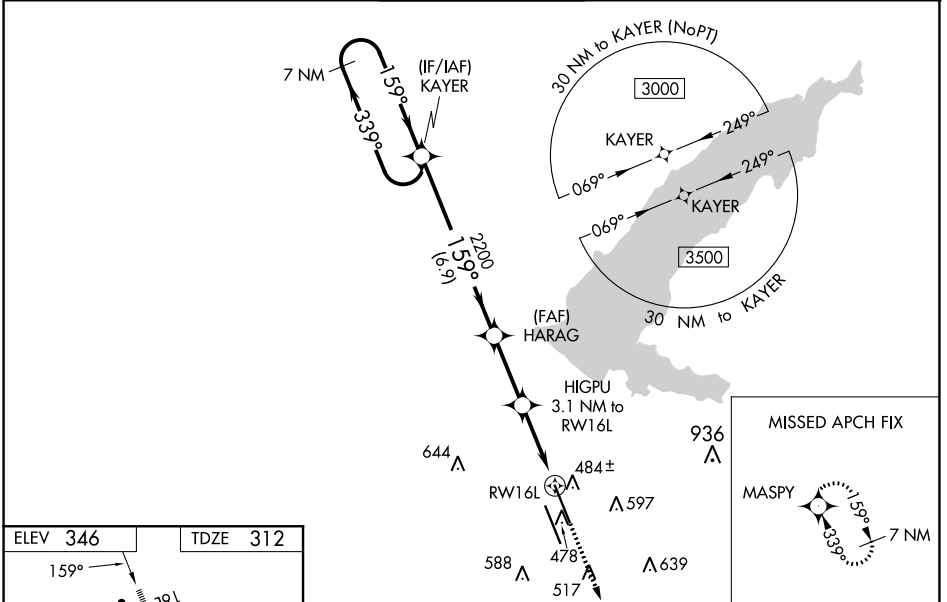 30 NM to KAYER (NoPT)
3000
KAYER
249°
069°
249°
KAYER
069°
3500
30 NM to KAYER
7 NM
159°
339°
(IF/IAF)
KAYER
2200
159°
(6.9)
(FAF)
HARAG
HIGPU
3.1 NM to
RW16L
644
484±
936
RW16L
597
478
588
517
639
MISSED APCH FIX
MASPY
159°
339°
7 NM
ELEV 346
TDZE 312
159°